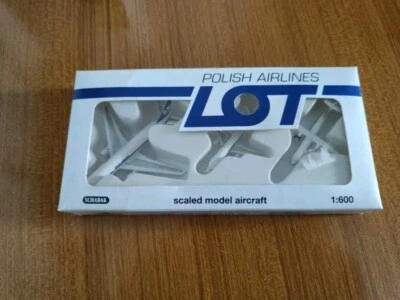 POLISH AIRLINES
LOT
SCHABAK
scaled model aircraft
1:600